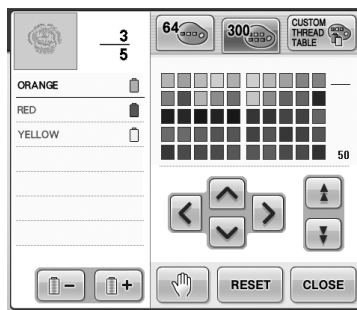 3
5
64
300
CUSTOM
THREAD
TABLE
ORANGE
RED
YELLOW
50
RESET
CLOSE